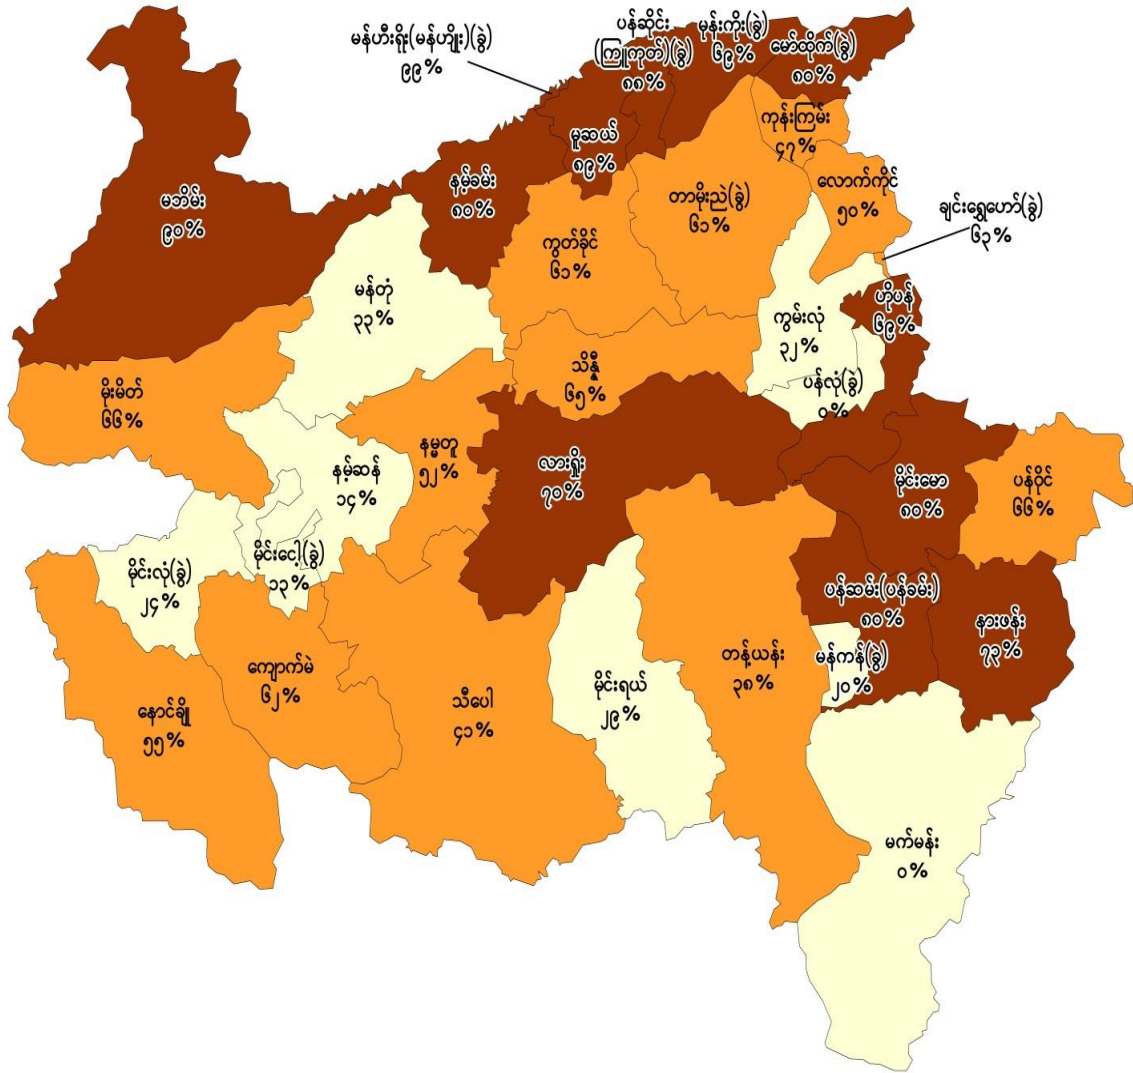 မန်ဟီးရိုး(မန်ဟျိုး)(ခွဲ)
၉၉%
ပန်ဆိုင်း
(ကြူကုတ်)(ခွဲ)
၈၈%
မုန်းကိုး(ခွဲ)
၆၉%
မော်ထိုက်(ခွဲ)
၈၀%
ကုန်းကြမ်း
၄၇%
မူဆယ်
၈၉%
နမ့်ခမ်း
၈၀%
မဘိမ်း
၉၀%
တာမိုးညဲ(ခွဲ)
၆၁%
လောက်ကိုင်
၅၀%
ချင်းရွှေဟော်(ခွဲ)
၆၃%
ကွတ်ခိုင်
၆၁%
မန်တုံ
၃၃%
ဟိုပန်
၆၉%
ကွမ်းလုံ
၃၂%
ပန်လုံ(ခွဲ)
၀%
သိန္နီ
၆၅%
မိုးမိတ်
၆၆%
နမ္မတူ
၅၂%
နမ့်ဆန်
၁၄%
လားရှိုး
၇၀%
မိုင်းမော
၈၀%
ပန်ဝိုင်
၆၆%
မိုင်းငေါ့(ခွဲ)
၁၃%
မိုင်းလုံ(ခွဲ)
၂၄%
ပန်ဆမ်း(ပန်ခမ်း)
၈၀%
နားဖန်း
၇၃%
မန်ကန်(ခွဲ)
၂၀%
တန့်ယန်း
၃၈%
ကျောက်မဲ
၆၂%
မိုင်းရယ်
၂၉%
သီပေါ
၄၁%
နောင်ချို
၅၅%
မက်မန်း
၀%